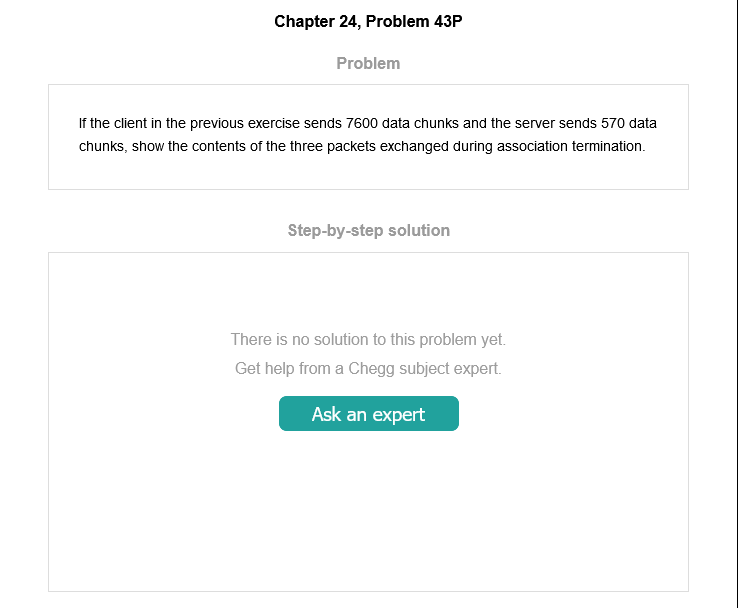 Chapter 24, Problem 43P
Problem
If the client in the previous exercise sends 7600 data chunks and the server sends 570 data
chunks, show the contents of the three packets exchanged during association termination.
Step-by-step solution
There is no solution to this problem yet.
Get help from a Chegg subject expert.
Ask an expert